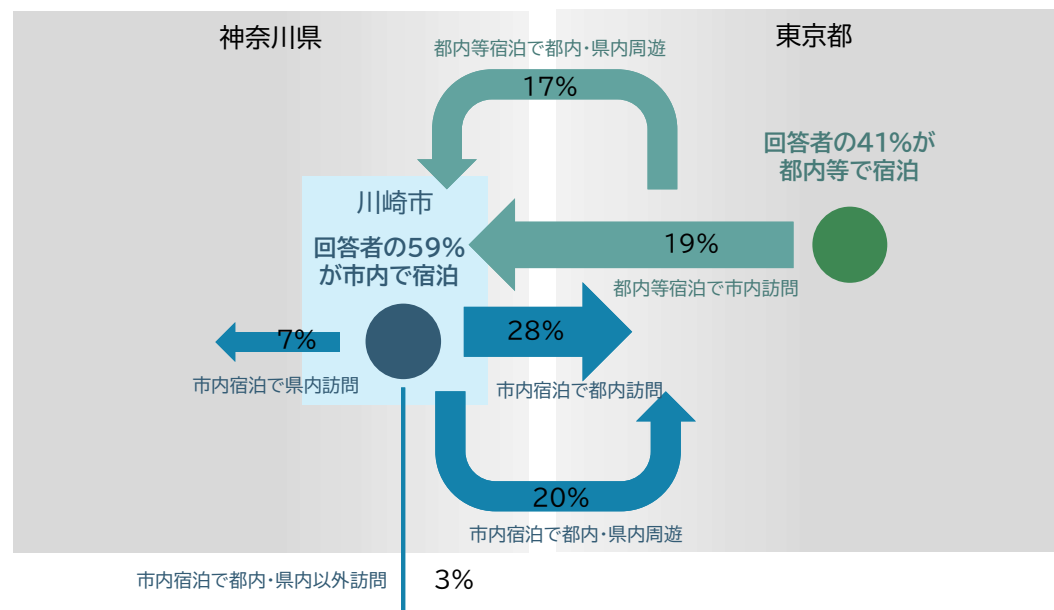 神奈川県
東京都
都内等宿泊で都内・県内周遊
17%
回答者の41%が
都内等で宿泊
川崎市
回答者の59%
が市内で宿泊
19%
都内等宿泊で市内訪問
28%
7%
市内宿泊で県内訪問
市内宿泊で都内訪問
20%
市内宿泊で都内・県内周遊
市内宿泊で都内・県内以外訪問
3%